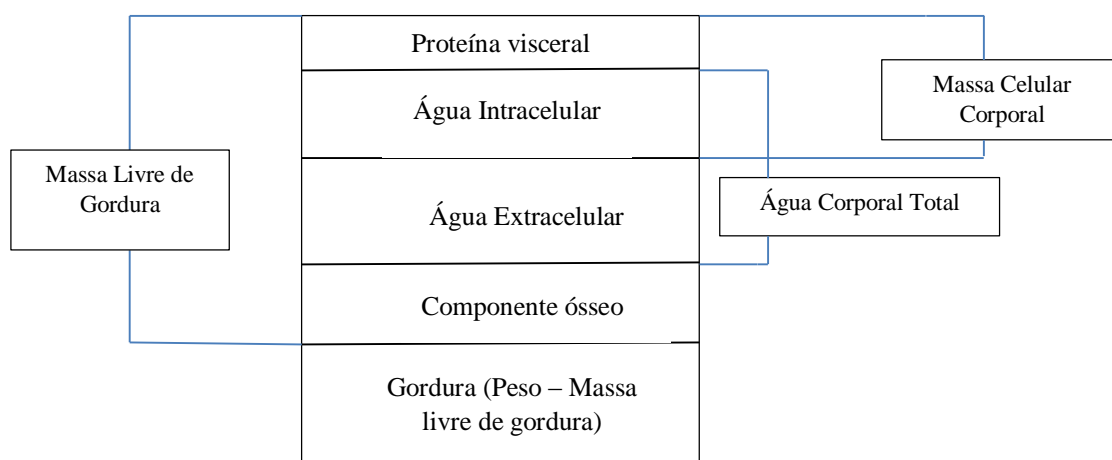 Proteína visceral
Água Intracelular
Água Extracelular
Componente ósseo
Gordura (Peso – Massa
livre de gordura)
Massa Livre de
Gordura
Massa Celular
Corporal
Água Corporal Total